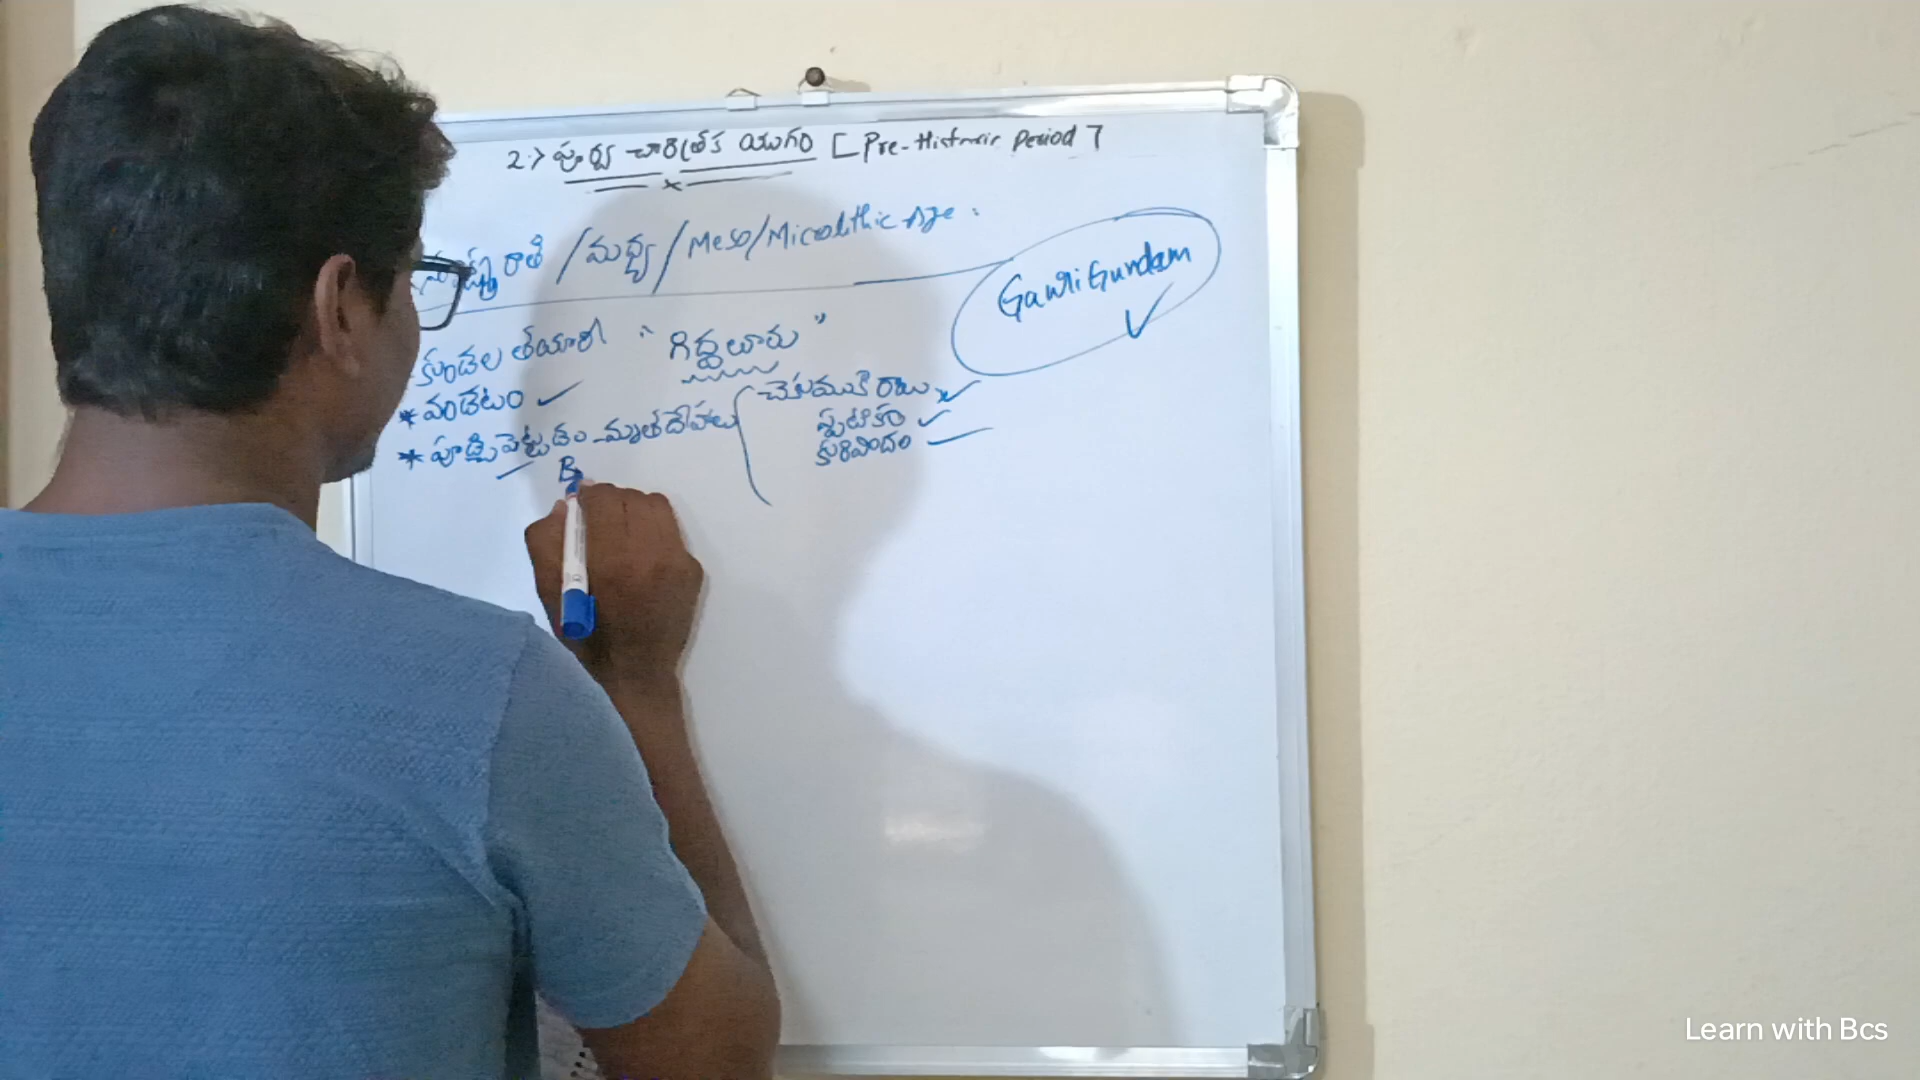 2.> పూర్వ చారిత్రక యుగం [Pre-Historic Period]
రాతి / మధ్య / Meso/Microlithic Age :
Gawri Gundam ✓
కుండల తయారీ "గిద్దలూరు"
* వండటం ✓
చెకుముకి రాయి ✓
* పూడ్చి పెట్టడం - మృతదేహాలు
స్పటికం ✓
కురివిందం
B
Learn with Bcs